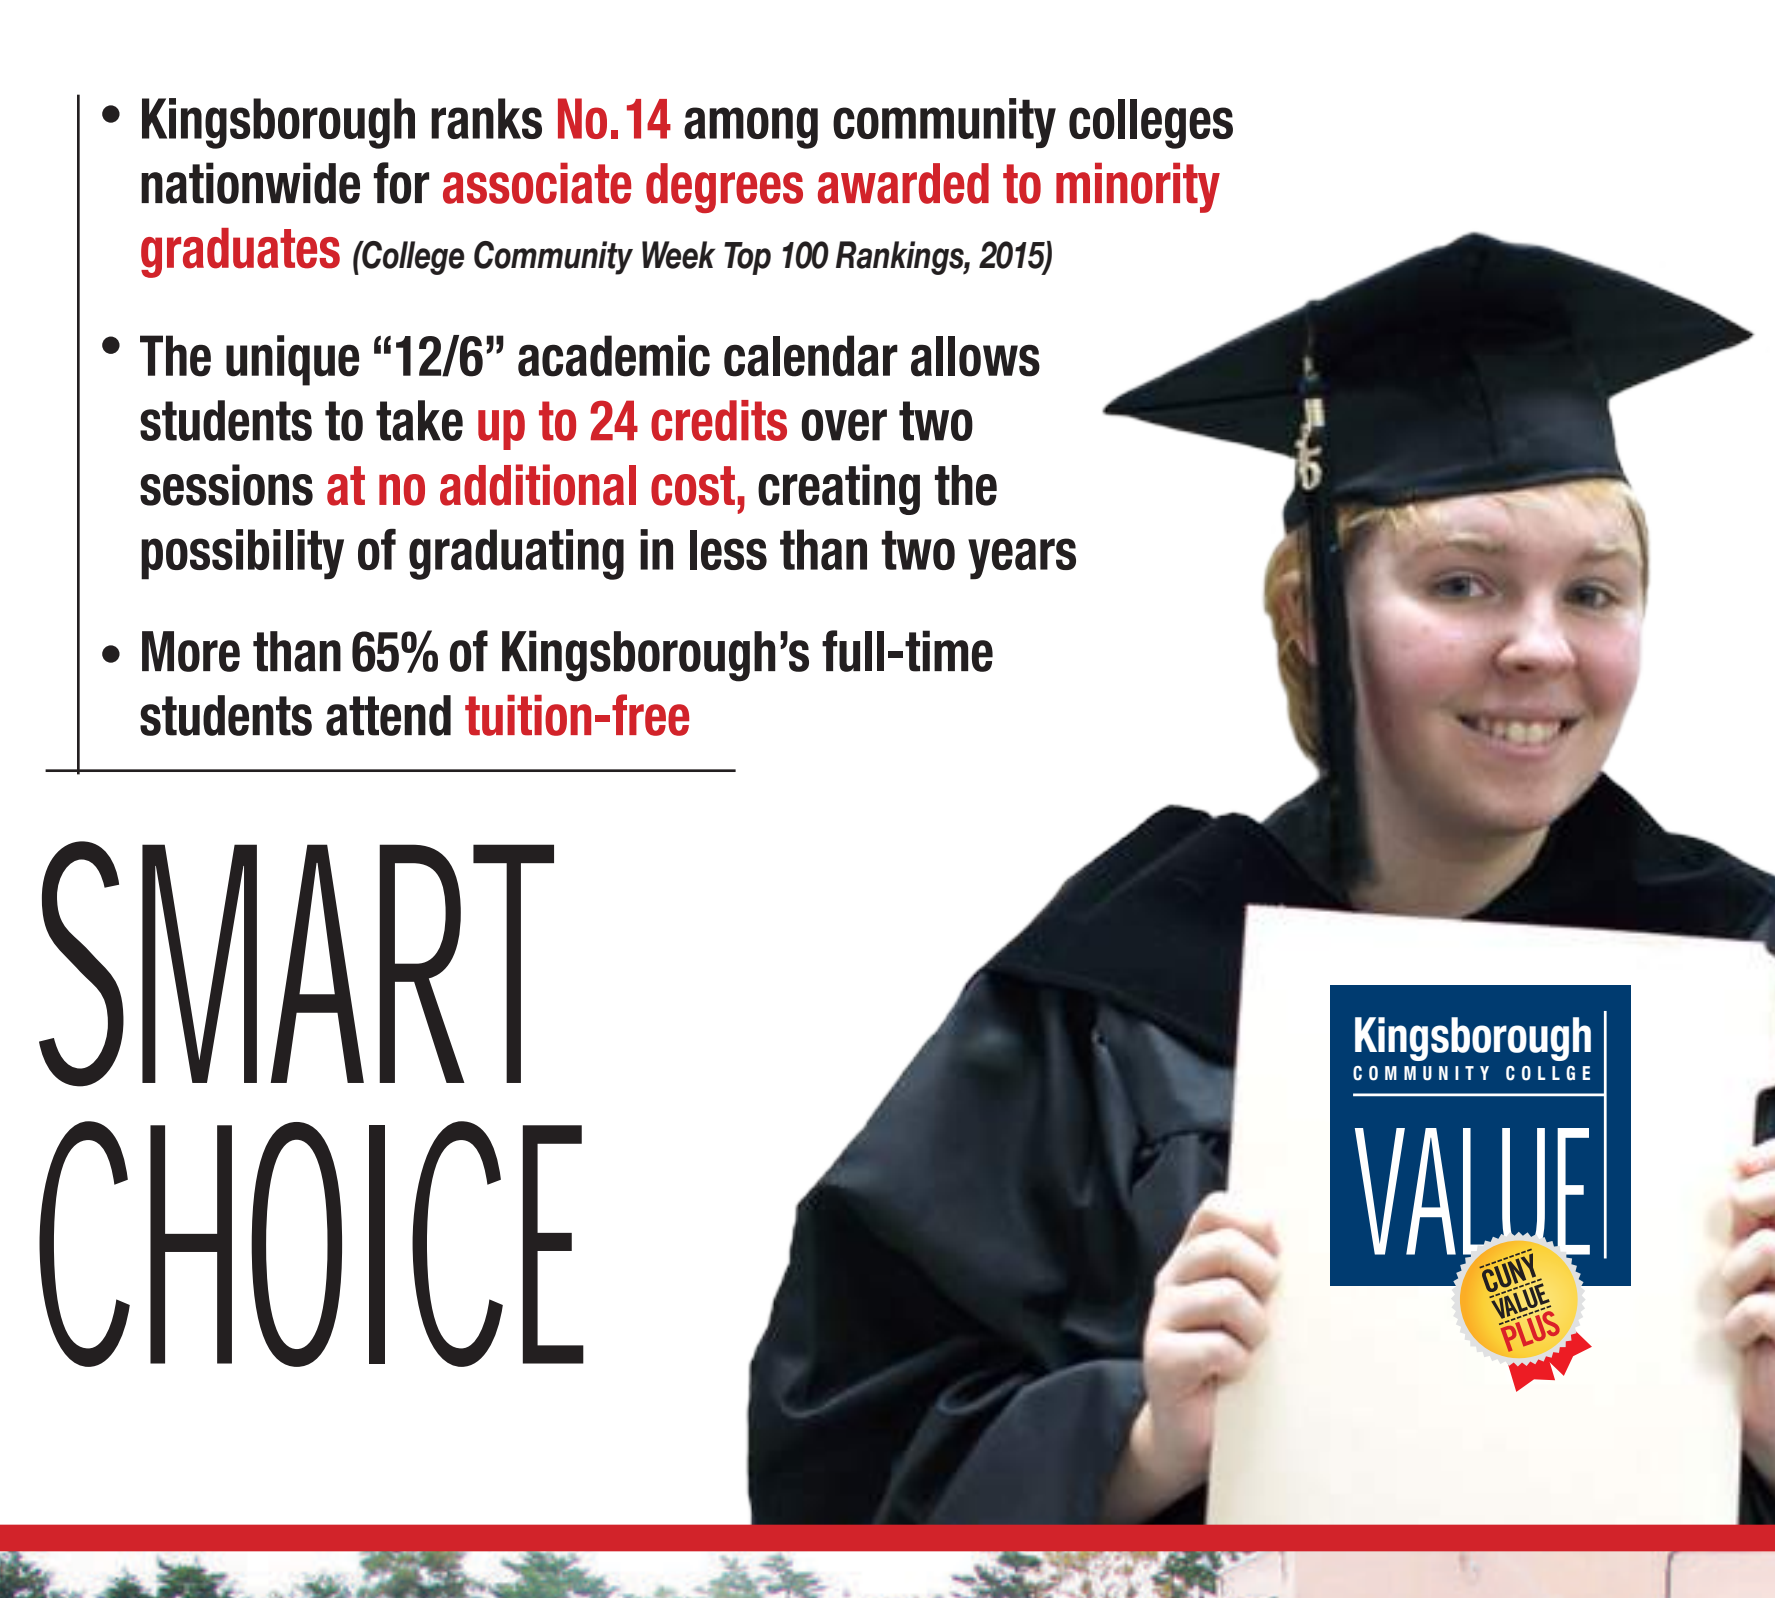 • Kingsborough ranks No. 14 among community colleges
nationwide for associate degrees awarded to minority
graduates (College Community Week Top 100 Rankings, 2015)
• The unique “12/6” academic calendar allows
students to take up to 24 credits over two
sessions at no additional cost, creating the
possibility of graduating in less than two years
• More than 65% of Kingsborough’s full-time
students attend tuition-free
SMART
CHOICE
Kingsborough
COMMUNITY COLLGE
VALUE
CUNY
VALUE
PLUS